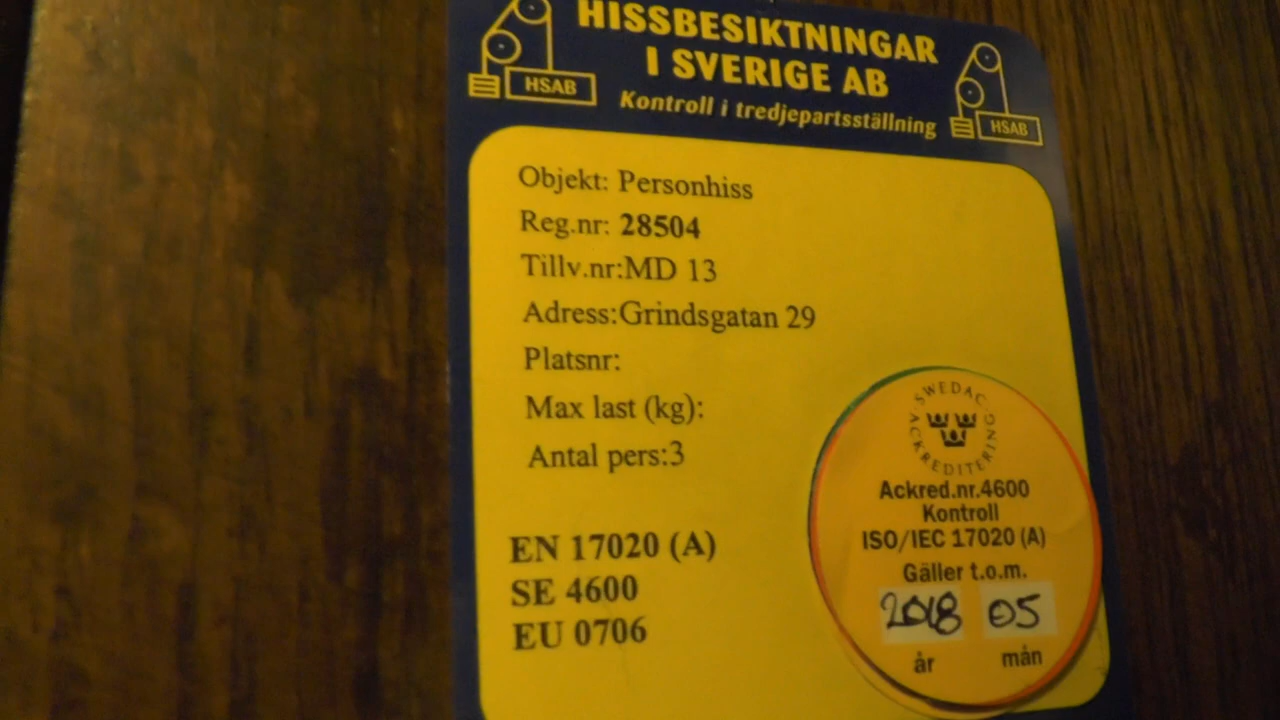 HISSBESIKTNINGAR
I SVERIGE AB
HSAB
Kontroll i tredjepartsställning
HSAB
Objekt: Personhiss
Reg.nr: 28504
Tillv.nr:MD 13
Adress:Grindsgatan 29
Platsnr:
Max last (kg):
Antal pers:3
EN 17020 (A)
SE 4600
EU 0706
SWEDAC
ACKREDITERING
Ackred.nr.4600
Kontroll
ISO/IEC 17020 (A)
Gäller t.o.m.
2018 05
år mån